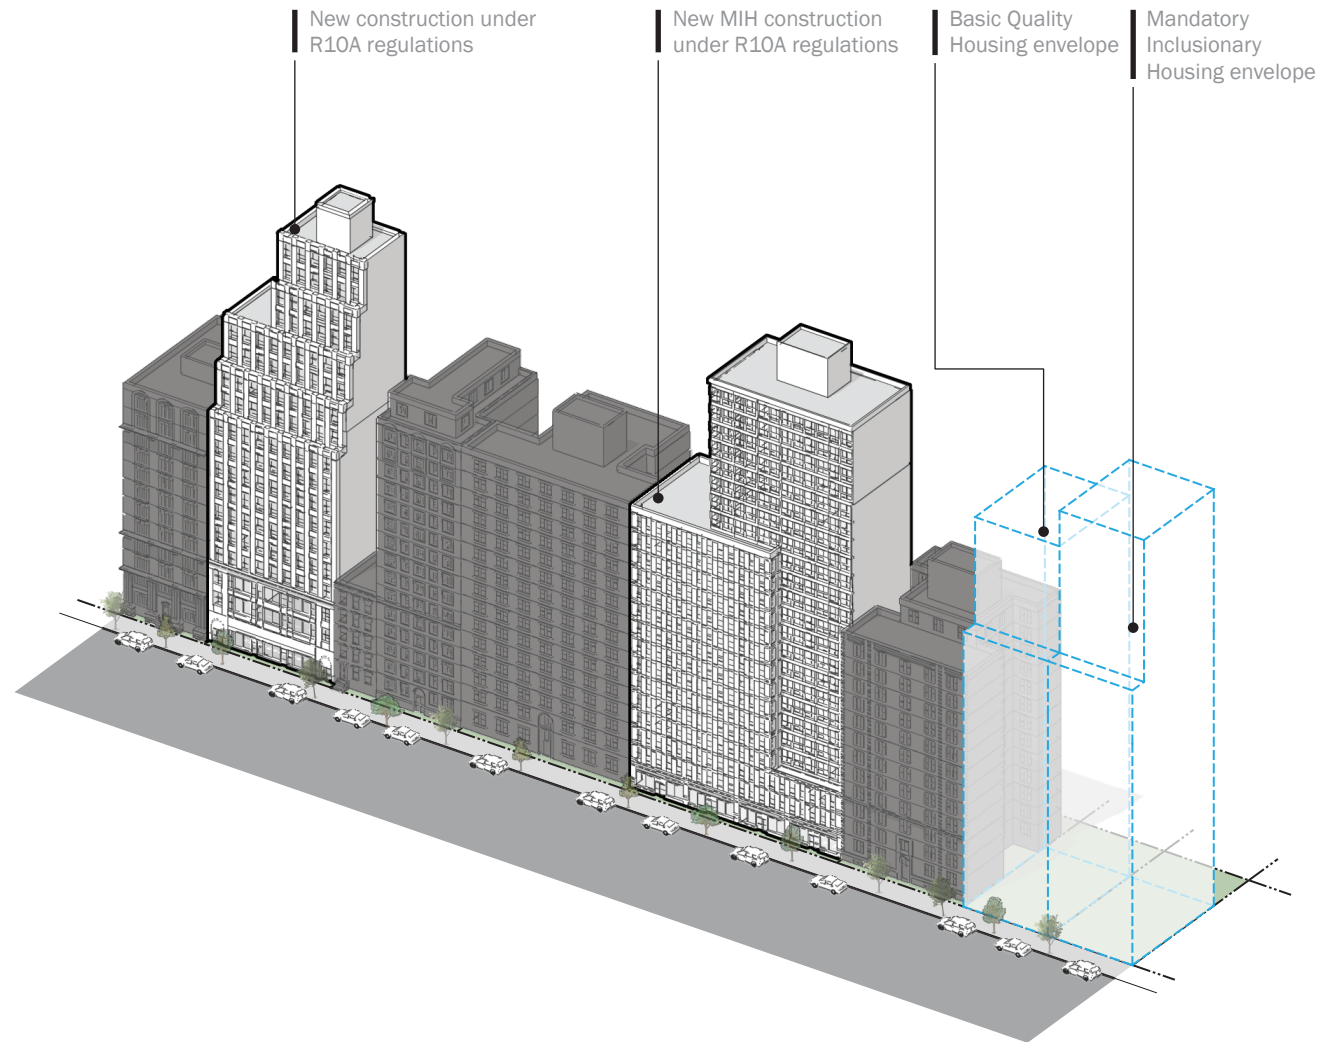 New construction under
R10A regulations
New MIH construction
under R10A regulations
Basic Quality
Housing envelope
Mandatory
Inclusionary
Housing envelope